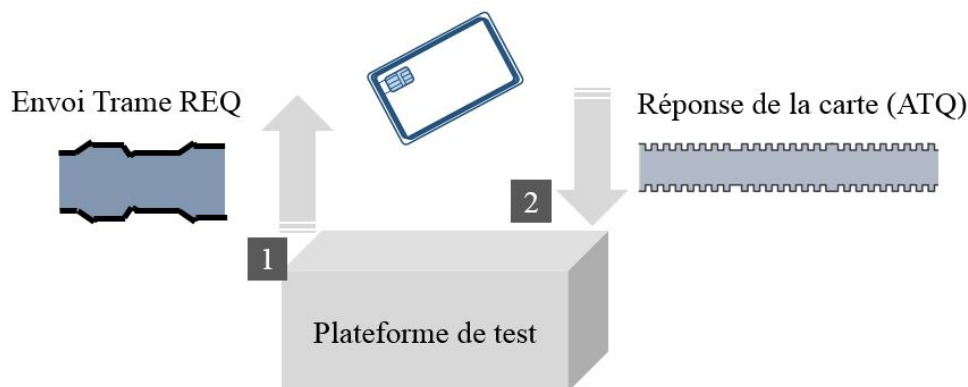 Envoi Trame REQ
Réponse de la carte (ATQ)
1
2
Plateforme de test